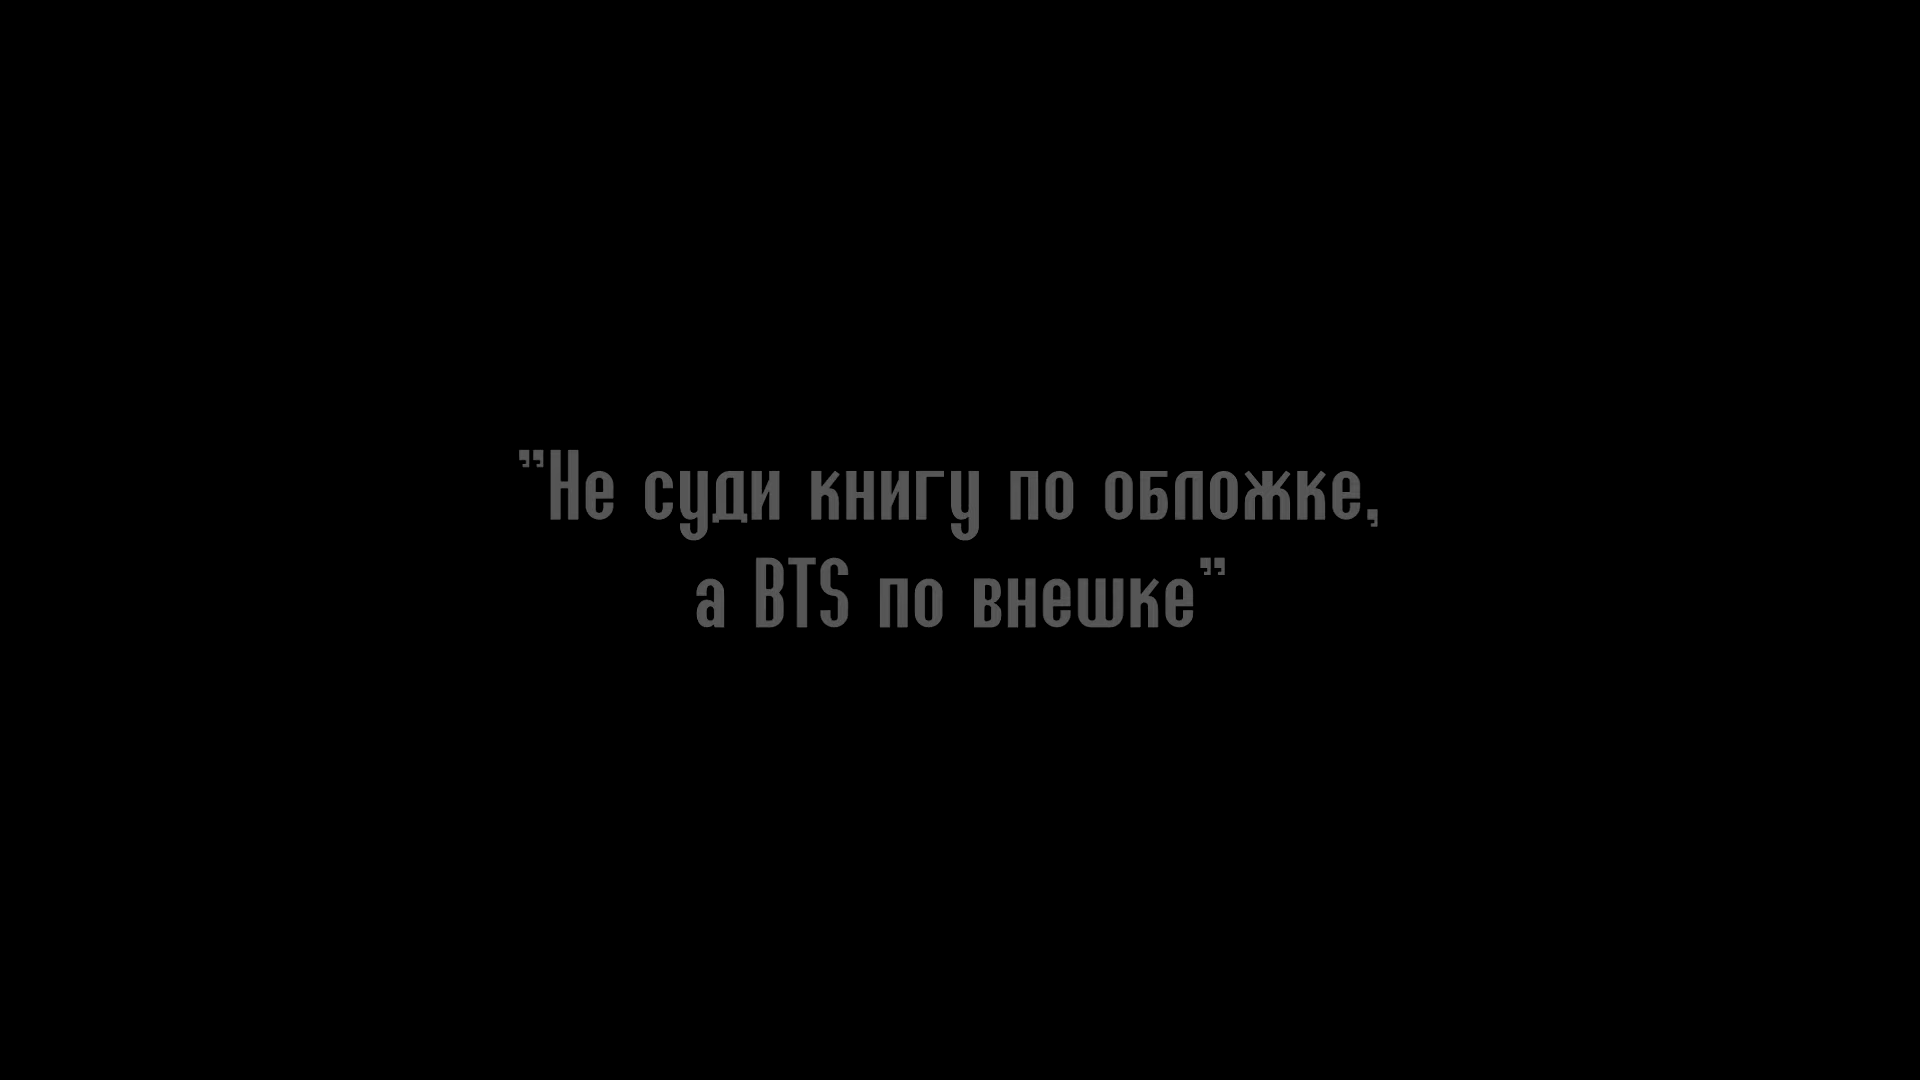 ”Не суди книгу по обложке,
а BTS по внешке”